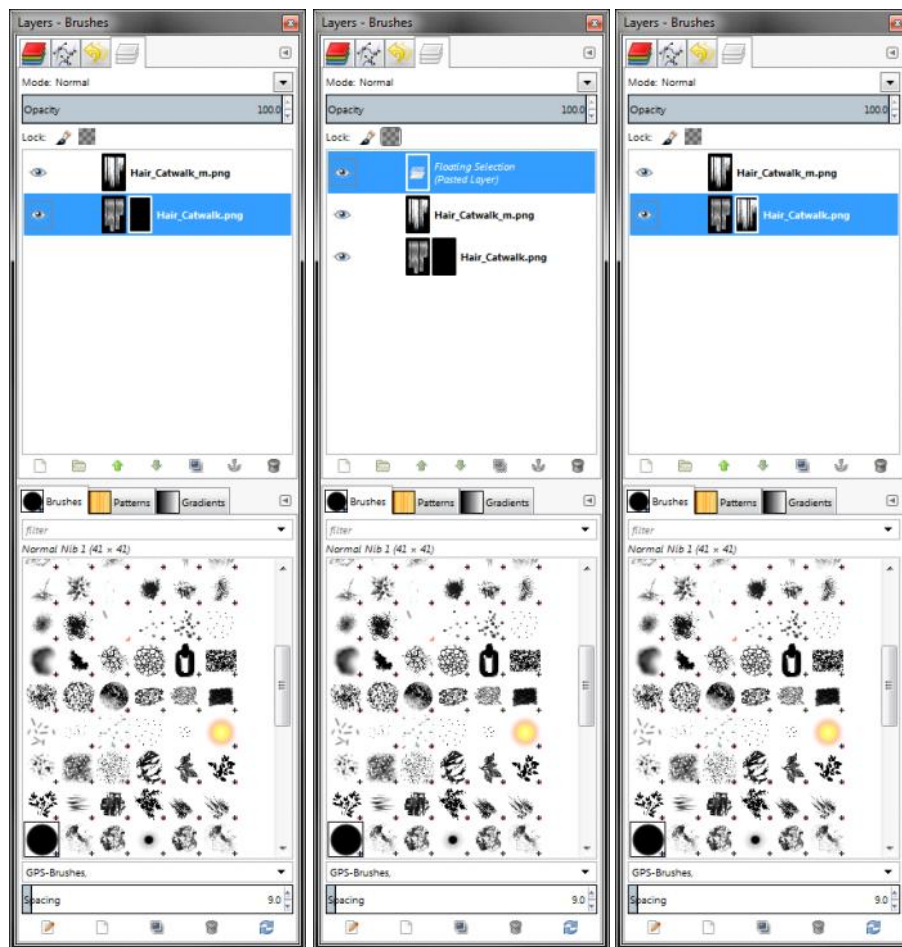 Layers - Brushes
Mode: Normal
Opacity 100.0
Lock:
Hair_Catwalk_m.png
Hair_Catwalk.png
Brushes Patterns Gradients
filter
Normal Nib 1 (41 × 41)
GPS-Brushes,
Spacing 9.0
Layers - Brushes
Mode: Normal
Opacity 100.0
Lock:
Floating Selection
(Pasted Layer)
Hair_Catwalk_m.png
Hair_Catwalk.png
Brushes Patterns Gradients
filter
Normal Nib 1 (41 × 41)
GPS-Brushes,
Spacing 9.0
Layers - Brushes
Mode: Normal
Opacity 100.0
Lock:
Hair_Catwalk_m.png
Hair_Catwalk.png
Brushes Patterns Gradients
filter
Normal Nib 1 (41 × 41)
GPS-Brushes,
Spacing 9.0